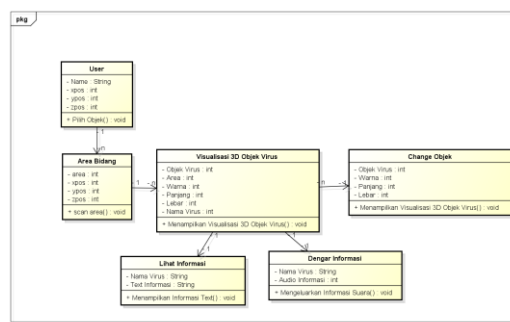 pkg
User
- Name : String
- xpos : int
- ypos : int
- zpos : int
+ Pilih Objek() : void
- 1
- n
Area Bidang
- area : int
- xpos : int
- ypos : int
- zpos : int
+ scan area() : void
- 1
- n
Visualisasi 3D Objek Virus
- Objek Virus : int
- Area : int
- Warna : int
- Panjang : int
- Lebar : int
- Nama Virus : int
+ Menampilkan Visualisasi 3D Objek Virus() : void
- n
Change Objek
- Objek Virus : int
- Warna : int
- Panjang : int
- Lebar : int
+ Menampilkan Visualisasi 3D Objek Virus() : void
- 1
Lihat Informasi
- Nama Virus : String
- Text Informasi : String
+ Menampilkan Informasi Text() : void
Dengar Informasi
- Nama Virus : String
- Audio Informasi : int
+ Mengeluarkan Informasi Suara() : void